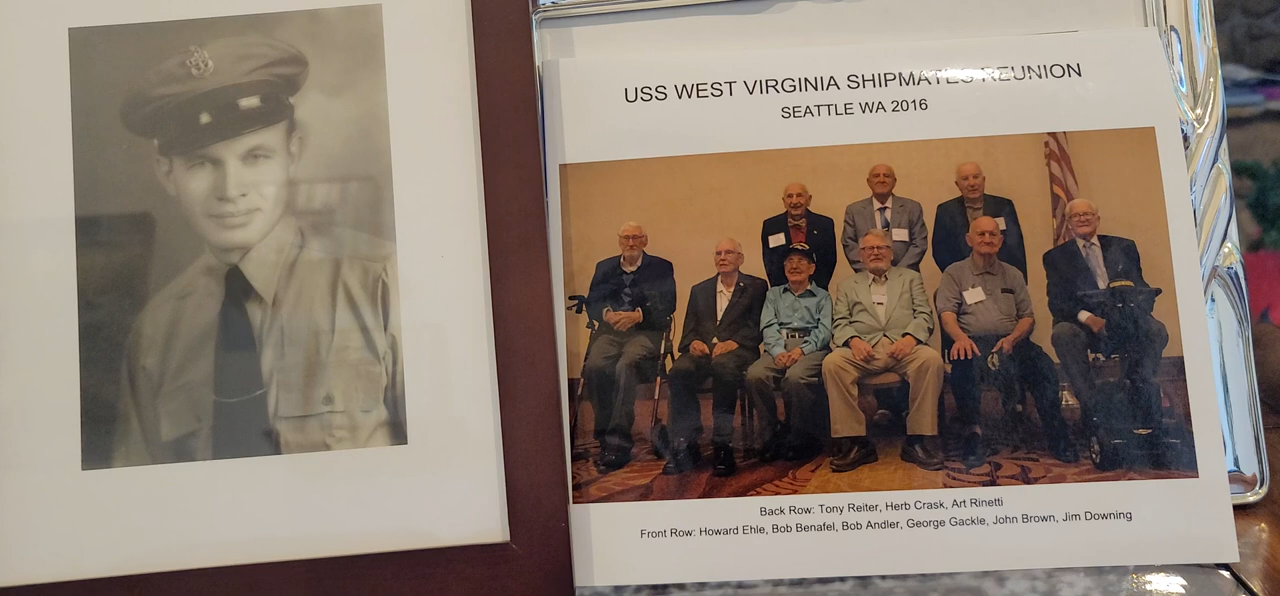 USS WEST VIRGINIA SHIPMATES REUNION
SEATTLE WA 2016
Back Row: Tony Reiter, Herb Crask, Art Rinetti
Front Row: Howard Ehle, Bob Benafel, Bob Andler, George Gackle, John Brown, Jim Downing